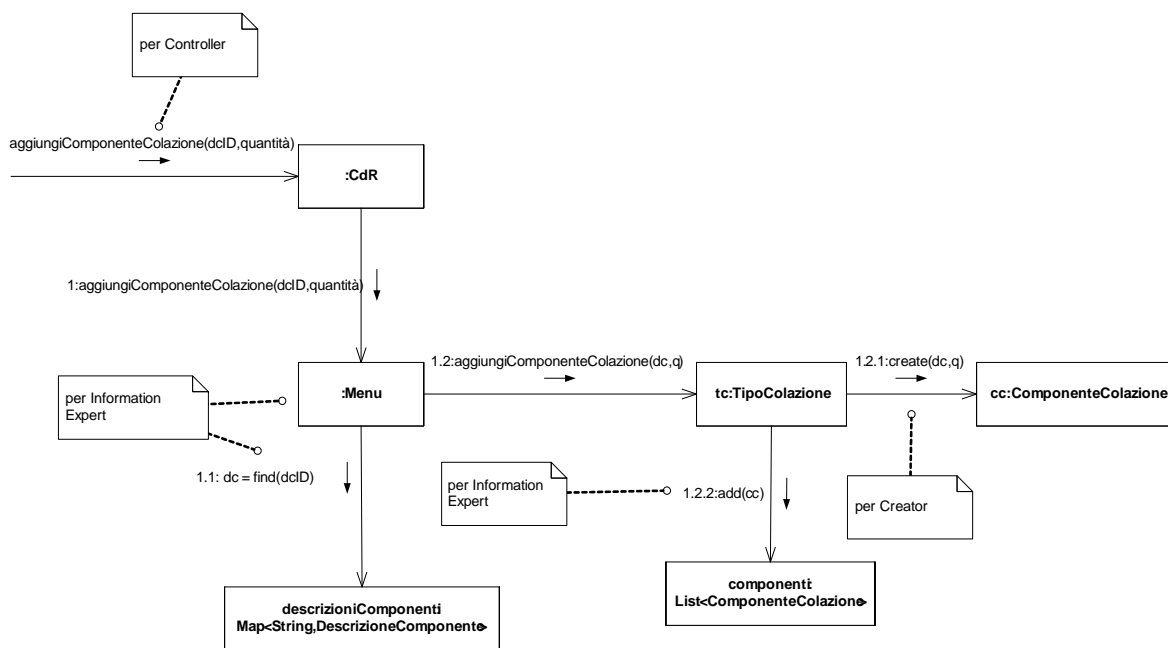 per Controller
aggiungiComponenteColazione(dcID,quantità)
:CdR
1:aggiungiComponenteColazione(dcID,quantità)
1.2:aggiungiComponenteColazione(dc,q)
1.2.1:create(dc,q)
per Information
Expert
:Menu
tc:TipoColazione
cc:ComponenteColazione
1.1: dc = find(dcID)
per Information
Expert
1.2.2:add(cc)
per Creator
descrizioniComponenti:
Map<String,DescrizioneComponente>
componenti:
List<ComponenteColazione>